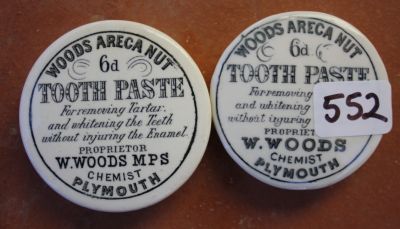 WOODS ARECA NUT
6d
TOOTH PASTE
For removing Tartar.
and whitening the Teeth
without injuring the Enamel.
PROPRIETOR
W. WOODS MPS
CHEMIST
PLYMOUTH
WOODS ARECA NUT
6d
TOOTH PASTE
For removing
and whitening
without injuring
PROPRIETOR
W. WOODS
CHEMIST
PLYMOUTH
552